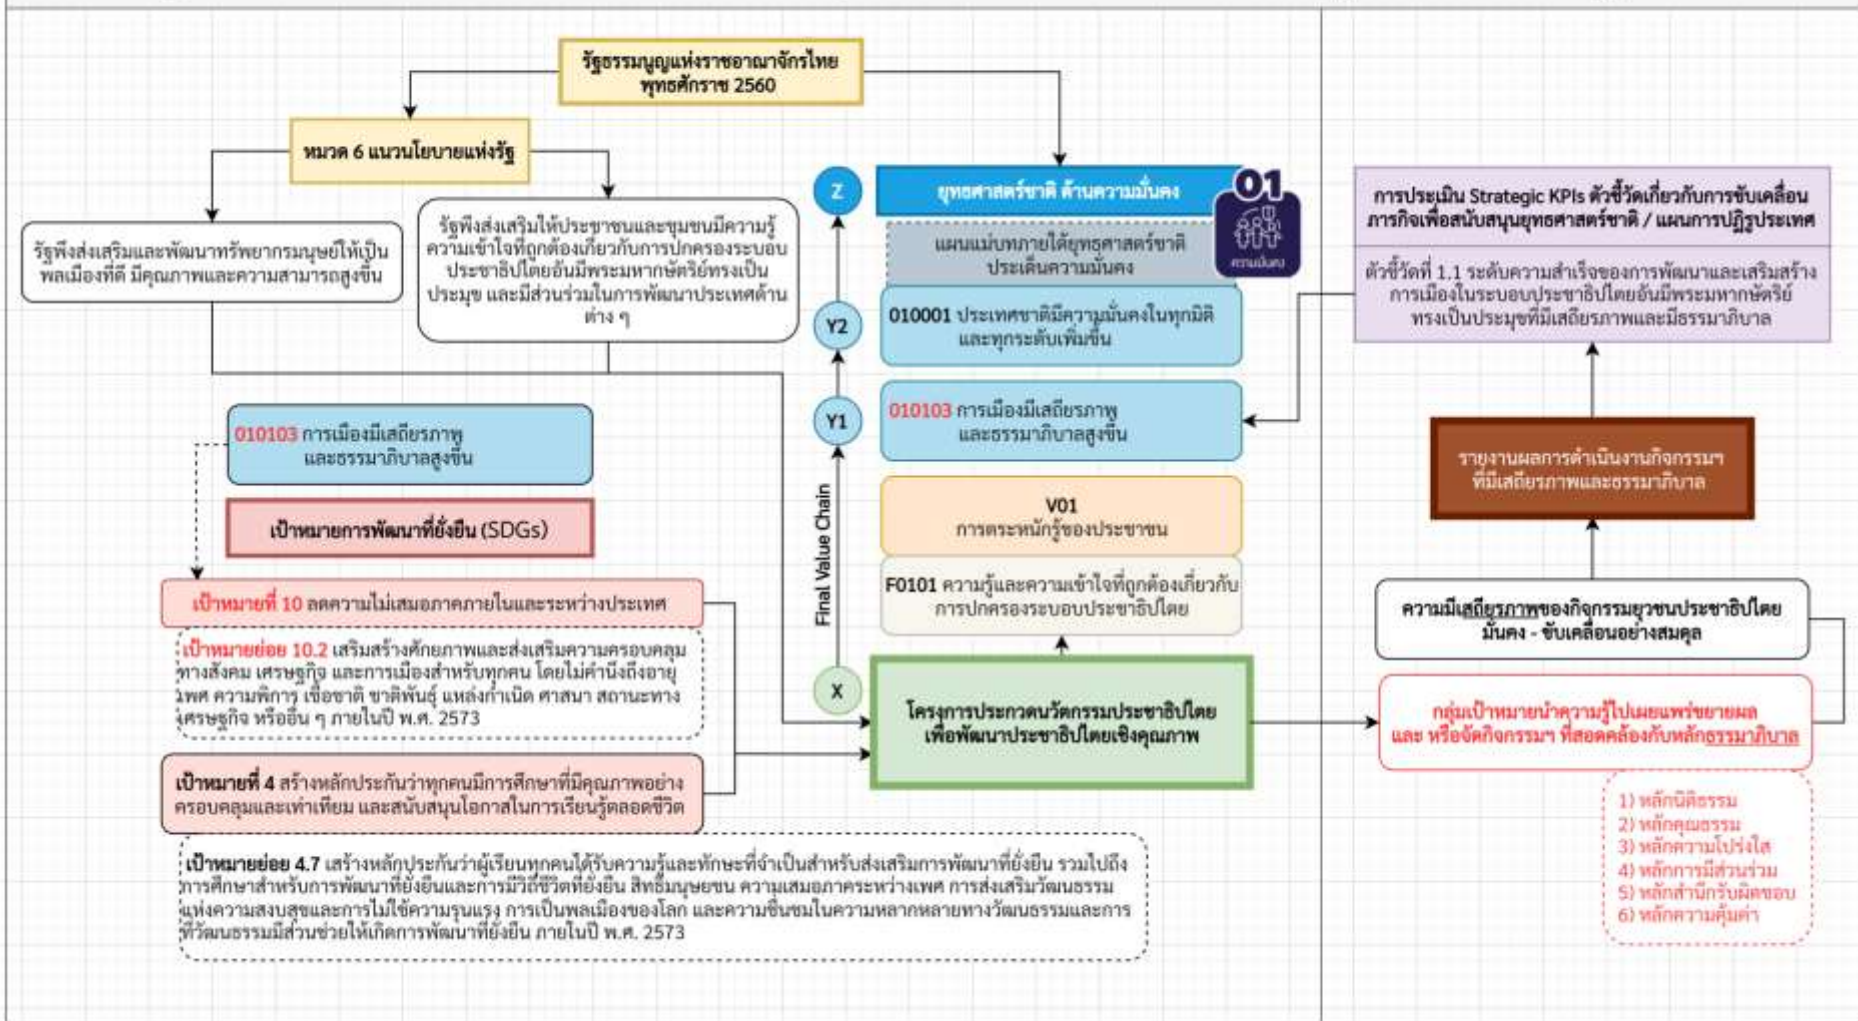 รัฐธรรมนูญแห่งราชอาณาจักรไทย
พุทธศักราช 2560
หมวด 6 แนวนโยบายแห่งรัฐ
รัฐพึงส่งเสริมและพัฒนาทรัพยากรมนุษย์ให้เป็น
พลเมืองที่ดี มีคุณภาพและความสามารถสูงขึ้น
รัฐพึงส่งเสริมให้ประชาชนและชุมชนมีความรู้
ความเข้าใจที่ถูกต้องเกี่ยวกับการปกครองระบอบ
ประชาธิปไตยอันมีพระมหากษัตริย์ทรงเป็น
ประมุข และมีส่วนร่วมในการพัฒนาประเทศด้าน
ต่าง ๆ
010103 การเมืองมีเสถียรภาพ
และธรรมาภิบาลสูงขึ้น
เป้าหมายการพัฒนาที่ยั่งยืน (SDGs)
เป้าหมายที่ 10 ลดความไม่เสมอภาคภายในและระหว่างประเทศ
เป้าหมายย่อย 10.2 เสริมสร้างศักยภาพและส่งเสริมความครอบคลุม
ทางสังคม เศรษฐกิจ และการเมืองสำหรับทุกคน โดยไม่คำนึงถึงอายุ
เพศ ความพิการ เชื้อชาติ ชาติพันธุ์ แหล่งกำเนิด ศาสนา สถานะทาง
เศรษฐกิจ หรืออื่น ๆ ภายในปี พ.ศ. 2573
เป้าหมายที่ 4 สร้างหลักประกันว่าทุกคนมีการศึกษาที่มีคุณภาพอย่าง
ครอบคลุมและเท่าเทียม และสนับสนุนโอกาสในการเรียนรู้ตลอดชีวิต
เป้าหมายย่อย 4.7 สร้างหลักประกันว่าผู้เรียนทุกคนได้รับความรู้และทักษะที่จำเป็นสำหรับส่งเสริมการพัฒนาที่ยั่งยืน รวมไปถึง
การศึกษาสำหรับการพัฒนาที่ยั่งยืนและการมีวิถีชีวิตที่ยั่งยืน สิทธิมนุษยชน ความเสมอภาคระหว่างเพศ การส่งเสริมวัฒนธรรม
แห่งความสงบสุขและการไม่ใช้ความรุนแรง การเป็นพลเมืองของโลก และความชื่นชมในความหลากหลายทางวัฒนธรรมและการ
ที่วัฒนธรรมมีส่วนช่วยให้เกิดการพัฒนาที่ยั่งยืน ภายในปี พ.ศ. 2573
Z
Y2
Y1
Final Value Chain
X
ยุทธศาสตร์ชาติ ด้านความมั่นคง
01
ความมั่นคง
แผนแม่บทภายใต้ยุทธศาสตร์ชาติ
ประเด็นความมั่นคง
010001 ประเทศชาติมีความมั่นคงในทุกมิติ
และทุกระดับเพิ่มขึ้น
010103 การเมืองมีเสถียรภาพ
และธรรมาภิบาลสูงขึ้น
V01
การตระหนักรู้ของประชาชน
F0101 ความรู้และความเข้าใจที่ถูกต้องเกี่ยวกับ
การปกครองระบอบประชาธิปไตย
โครงการประกวดนวัตกรรมประชาธิปไตย
เพื่อพัฒนาประชาธิปไตยเชิงคุณภาพ
การประเมิน Strategic KPIs ตัวชี้วัดเกี่ยวกับการขับเคลื่อน
ภารกิจเพื่อสนับสนุนยุทธศาสตร์ชาติ / แผนการปฏิรูปประเทศ
ตัวชี้วัดที่ 1.1 ระดับความสำเร็จของการพัฒนาและเสริมสร้าง
การเมืองในระบอบประชาธิปไตยอันมีพระมหากษัตริย์
ทรงเป็นประมุขที่มีเสถียรภาพและมีธรรมาภิบาล
รายงานผลการดำเนินงานกิจกรรมฯ
ที่มีเสถียรภาพและธรรมาภิบาล
ความมีเสถียรภาพของกิจกรรมยุวชนประชาธิปไตย
มั่นคง - ขับเคลื่อนอย่างสมดุล
กลุ่มเป้าหมายนำความรู้ไปเผยแพร่ขยายผล
และ หรือจัดกิจกรรมฯ ที่สอดคล้องกับหลักธรรมาภิบาล
1) หลักนิติธรรม
2) หลักคุณธรรม
3) หลักความโปร่งใส
4) หลักการมีส่วนร่วม
5) หลักสำนึกรับผิดชอบ
6) หลักความคุ้มค่า